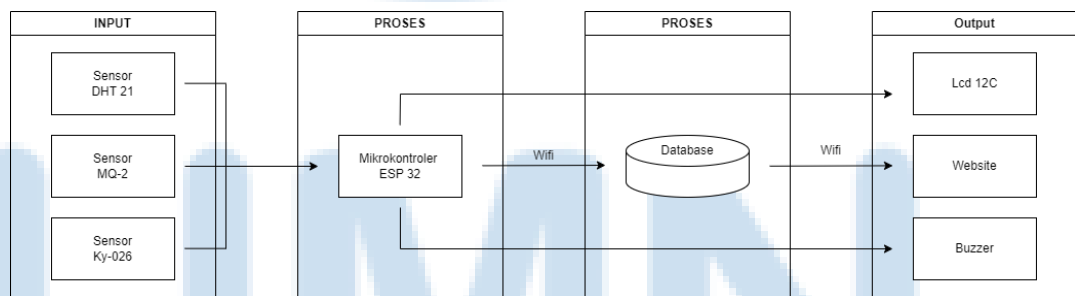 INPUT
PROSES
PROSES
Output
Sensor
DHT 21
Sensor
MQ-2
Sensor
Ky-026
Mikrokontroler
ESP 32
Wifi
Database
Wifi
Lcd 12C
Website
Buzzer